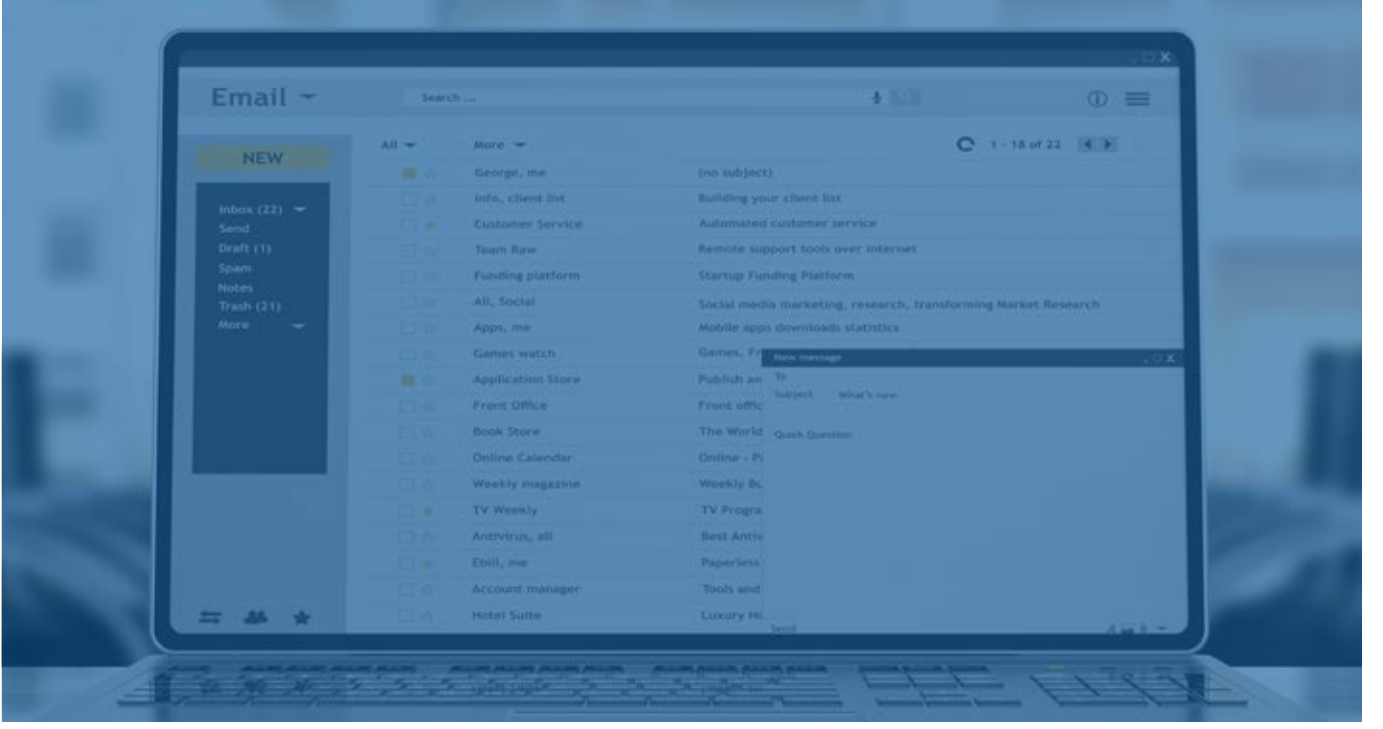 Email
Search ...
NEW
All More 1 - 18 of 22
Inbox (22)
Send
Draft (1)
Spam
Notes
Trash (21)
More
George, me (no subject)
Info, client list Building your client list
Customer Service Automated customer service
Team Raw Remote support tools over internet
Funding platform Startup Funding Platform
All, Social Social media marketing, research, transforming Market Research
Apps, me Mobile apps downloads statistics
Games watch Games, Fr
Application Store Publish an
Front Office Front offic
Book Store The World
Online Calendar Online - P
Weekly magazine Weekly Bu
TV Weekly TV Progra
Antivirus, all Best Antiv
Ebill, me Paperless
Account manager Tools and
Hotel Suite Luxury Ho
New message X
To
Subject What's new
Quick Question
Send